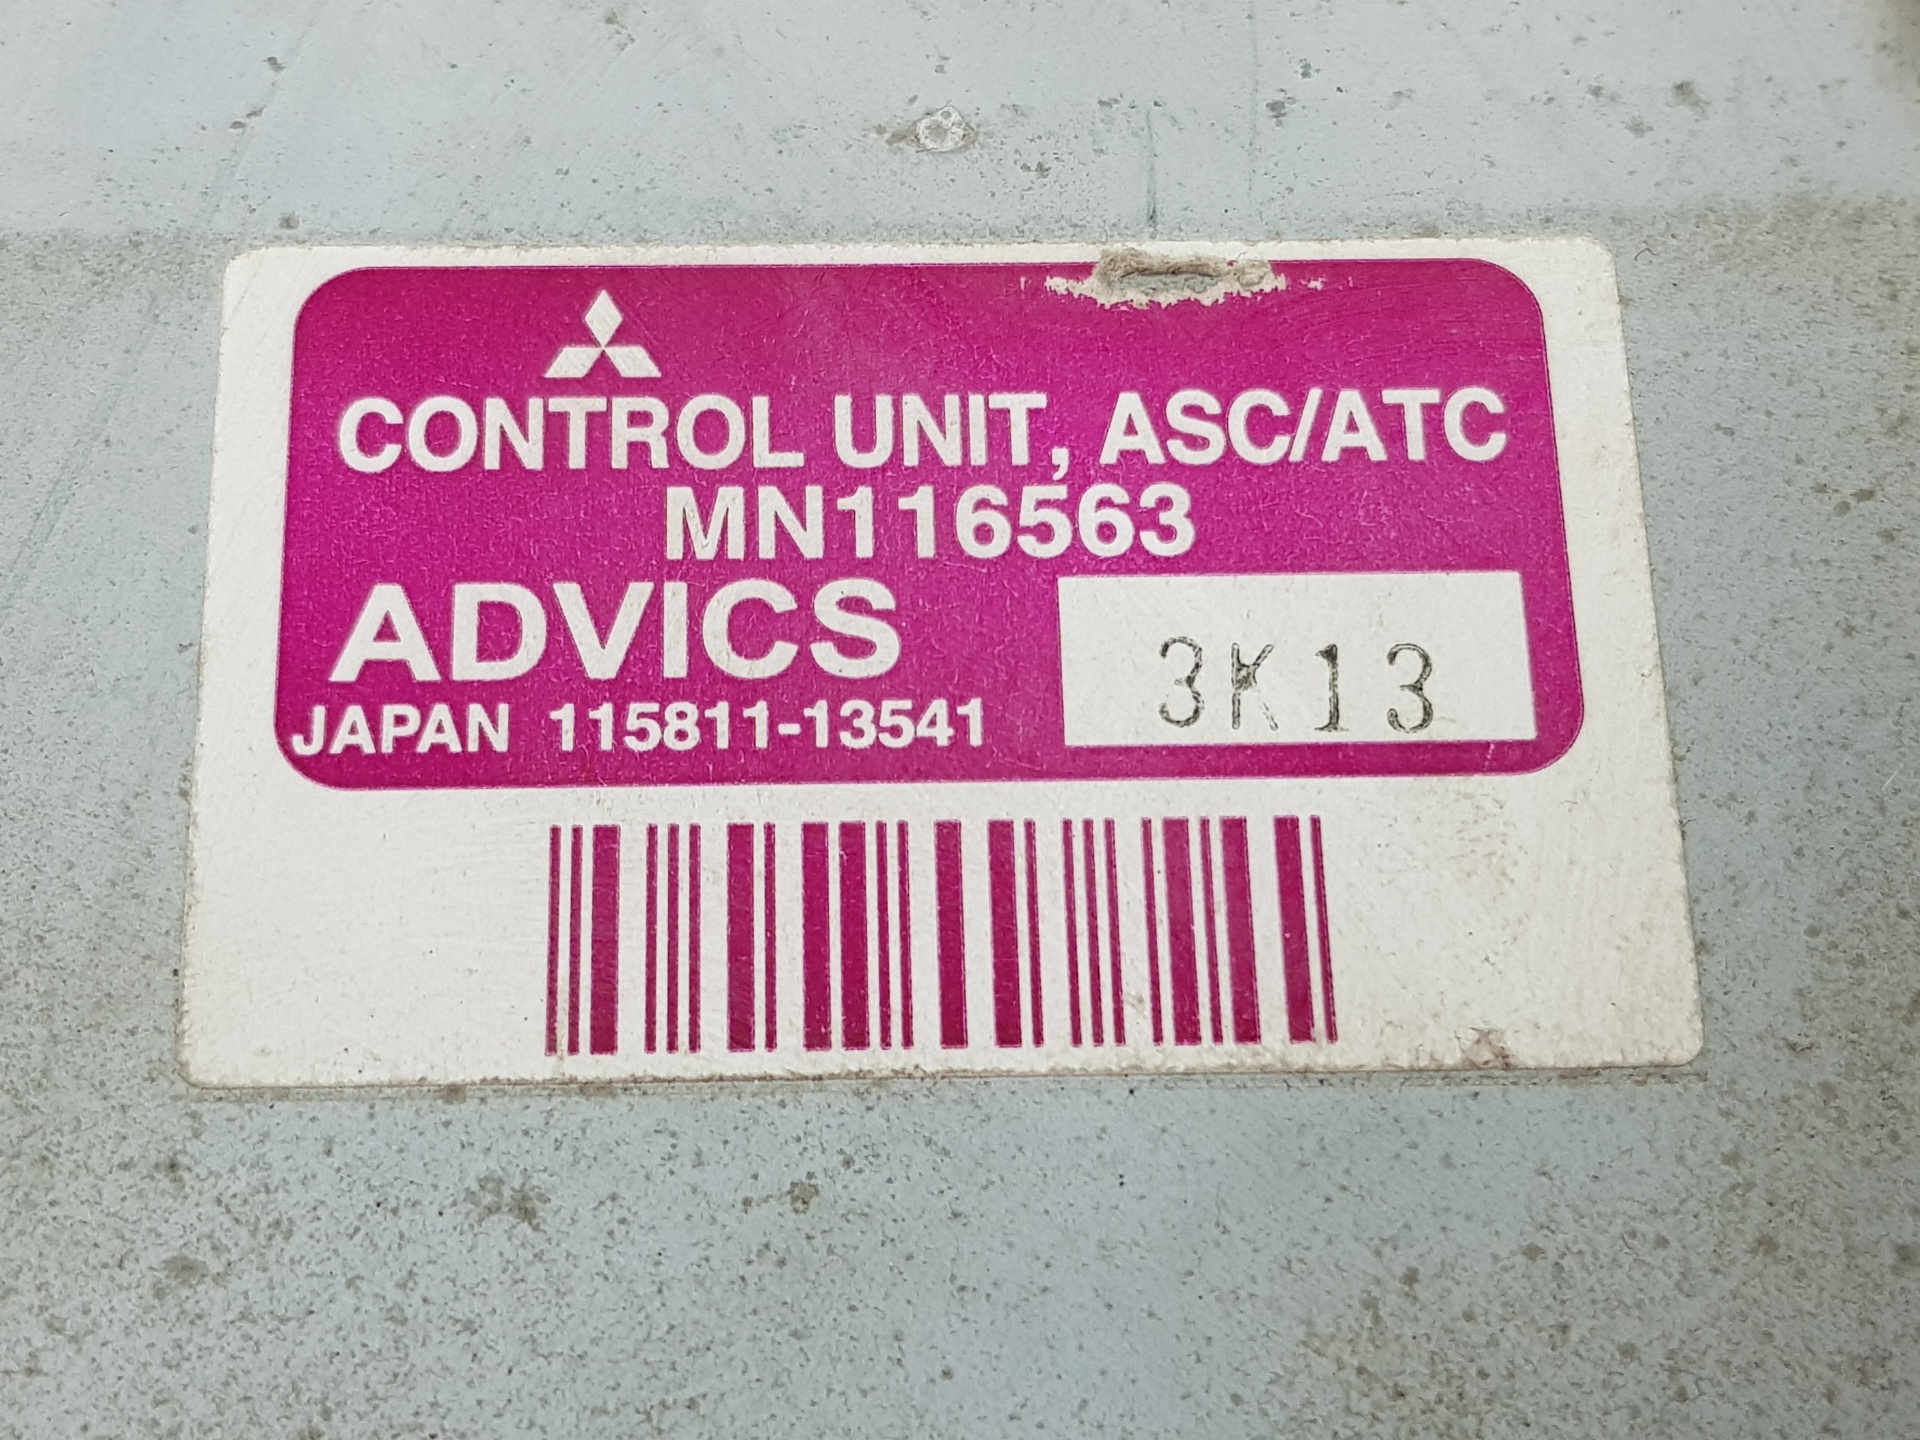 CONTROL UNIT, ASC/ATC
MN116563
ADVICS
3K13
JAPAN 115811-13541